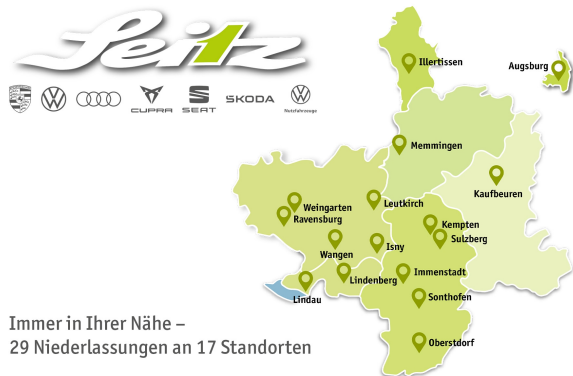 Seitz
CUPRA
SEAT
ŠKODA
Nutzfahrzeuge
Illertissen
Augsburg
Memmingen
Kaufbeuren
Leutkirch
Weingarten
Ravensburg
Kempten
Sulzberg
Wangen
Isny
Lindenberg
Immenstadt
Lindau
Sonthofen
Oberstdorf
Immer in Ihrer Nähe –
29 Niederlassungen an 17 Standorten